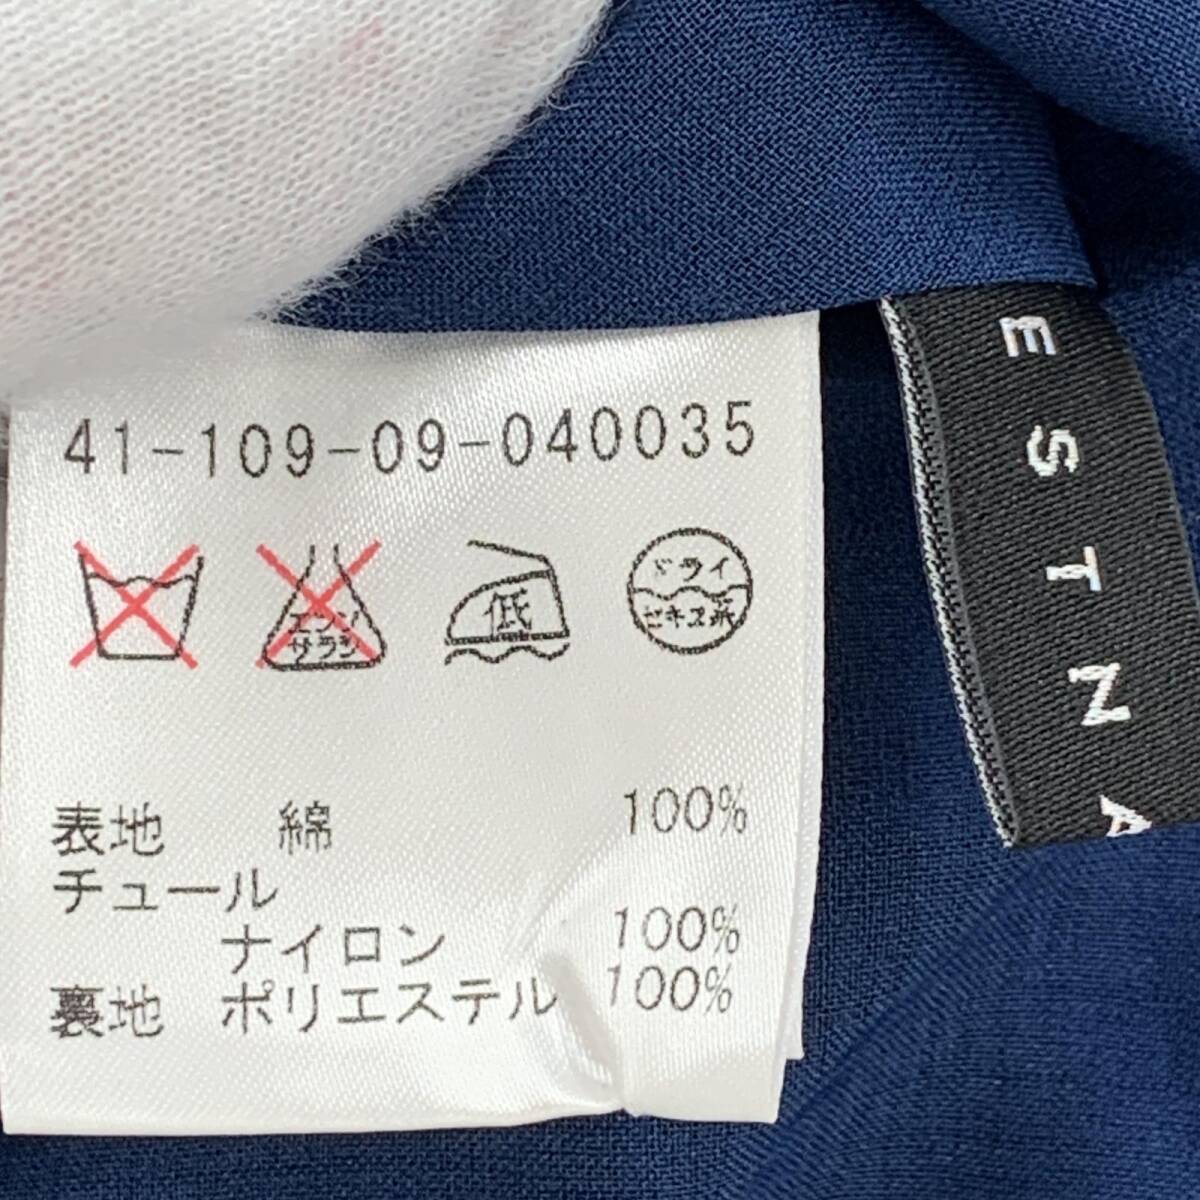 41-109-09-040035
エンソ
サラシ
低
ドライ
セキユ系
表地 綿 100%
チュール
ナイロン 100%
裏地 ポリエステル 100%
ESTNA